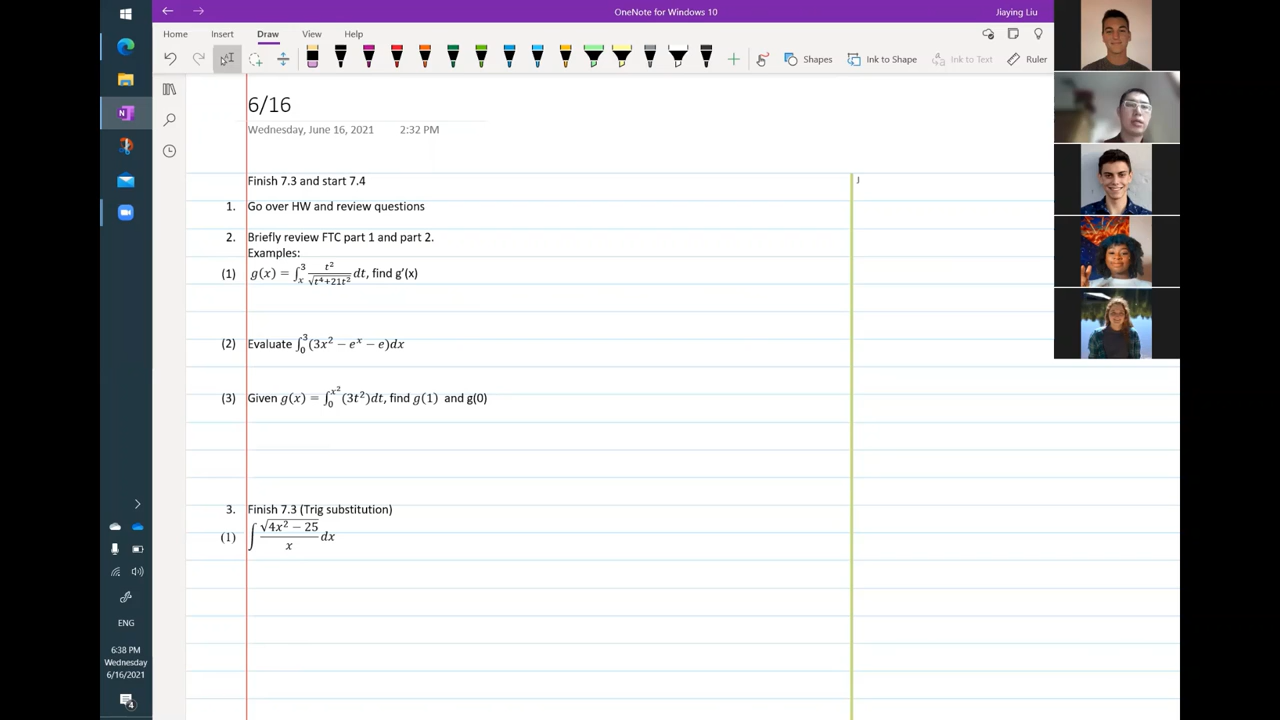 OneNote for Windows 10
Jiaying Liu
Home Insert Draw View Help
Shapes Ink to Shape Ink to Text Ruler
6/16
Wednesday, June 16, 2021 2:32 PM
Finish 7.3 and start 7.4
J
1. Go over HW and review questions
2. Briefly review FTC part 1 and part 2.
Examples:
(1) g(x) = ∫ₓ³ t²/√(t⁴+21t²) dt, find g′(x)
(2) Evaluate ∫₀³(3x² − eˣ − e)dx
(3) Given g(x) = ∫₀^(x²) (3t²)dt, find g(1) and g(0)
3. Finish 7.3 (Trig substitution)
(1) ∫ √(4x² − 25)/x dx
N
ENG
6:38 PM
Wednesday
6/16/2021
4